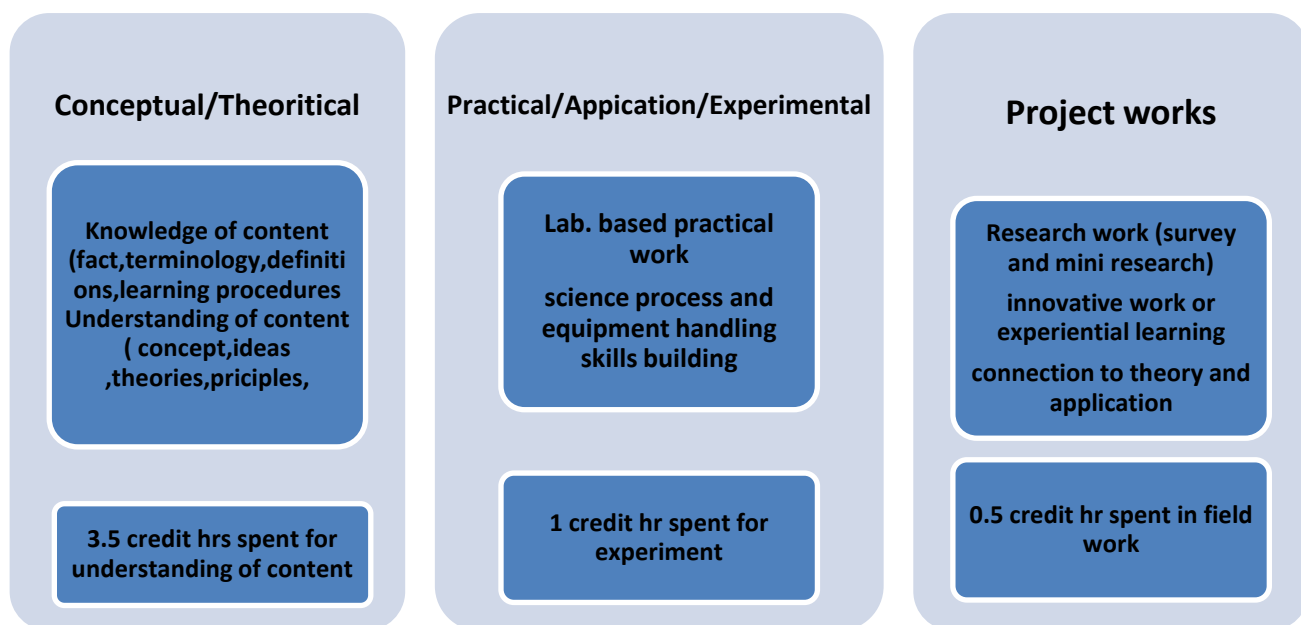 Conceptual/Theoritical
Knowledge of content
(fact,terminology,definiti
ons,learning procedures
Understanding of content
( concept,ideas
,theories,priciples,
3.5 credit hrs spent for
understanding of content
Practical/Appication/Experimental
Lab. based practical
work
science process and
equipment handling
skills building
1 credit hr spent for
experiment
Project works
Research work (survey
and mini research)
innovative work or
experiential learning
connection to theory and
application
0.5 credit hr spent in field
work